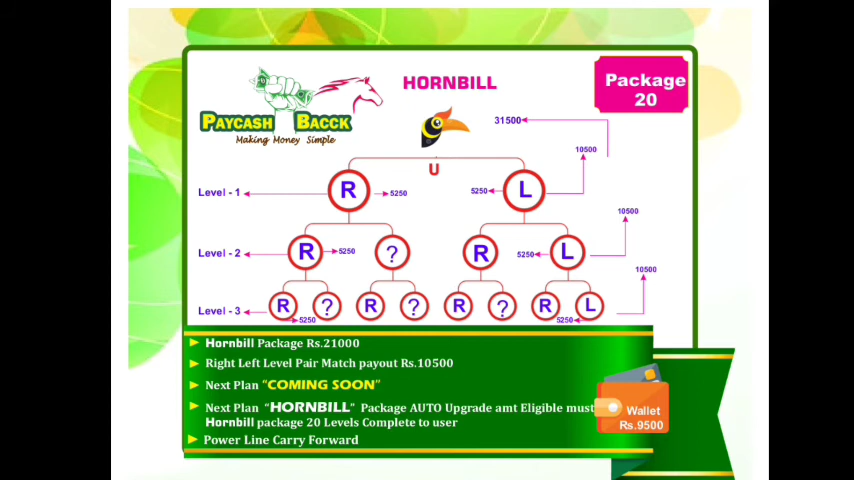 HORNBILL
Package
20
PAYCASH BACCK
Making Money Simple
31500
10500
U
Level - 1
R
5250
5250
L
10500
Level - 2
R
5250
?
R
5250
L
10500
Level - 3
R
?
R
?
R
?
R
L
5250
5250
Hornbill Package Rs.21000
Right Left Level Pair Match payout Rs.10500
Next Plan "COMING SOON"
Next Plan "HORNBILL" Package AUTO Upgrade amt Eligible must
Hornbill package 20 Levels Complete to user
Power Line Carry Forward
Wallet
Rs.9500